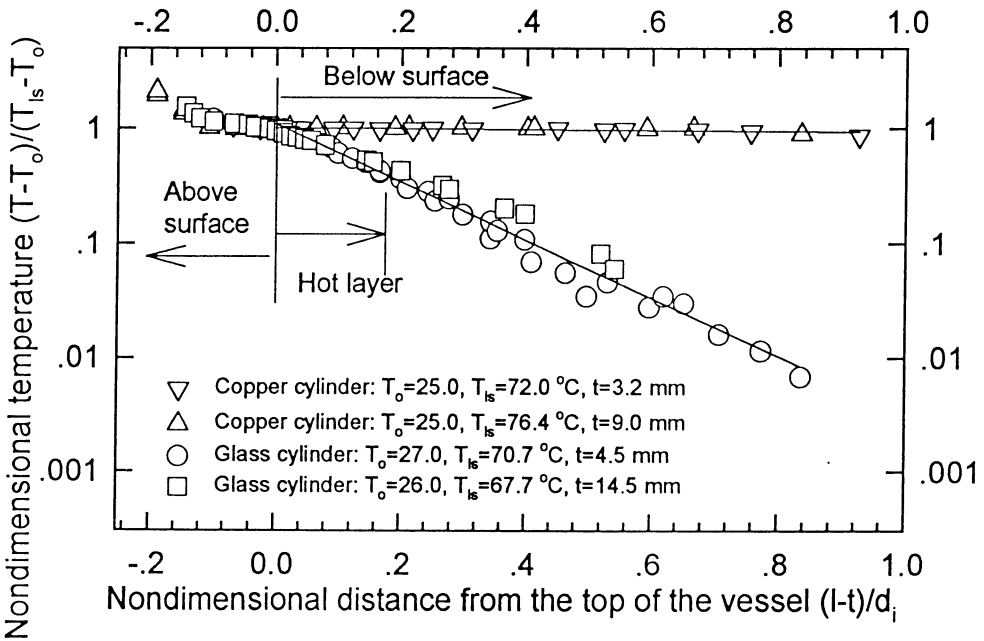 -.2 0.0 .2 .4 .6 .8 1.0
Nondimensional temperature (T-To)/(Tls-To)
Below surface
1 1
Above
surface
.1 .1
Hot layer
.01 .01
Copper cylinder: To=25.0, Tls=72.0 °C, t=3.2 mm
Copper cylinder: To=25.0, Tls=76.4 °C, t=9.0 mm
Glass cylinder: To=27.0, Tls=70.7 °C, t=4.5 mm
.001 .001
Glass cylinder: To=26.0, Tls=67.7 °C, t=14.5 mm
-.2 0.0 .2 .4 .6 .8 1.0
Nondimensional distance from the top of the vessel (l-t)/di